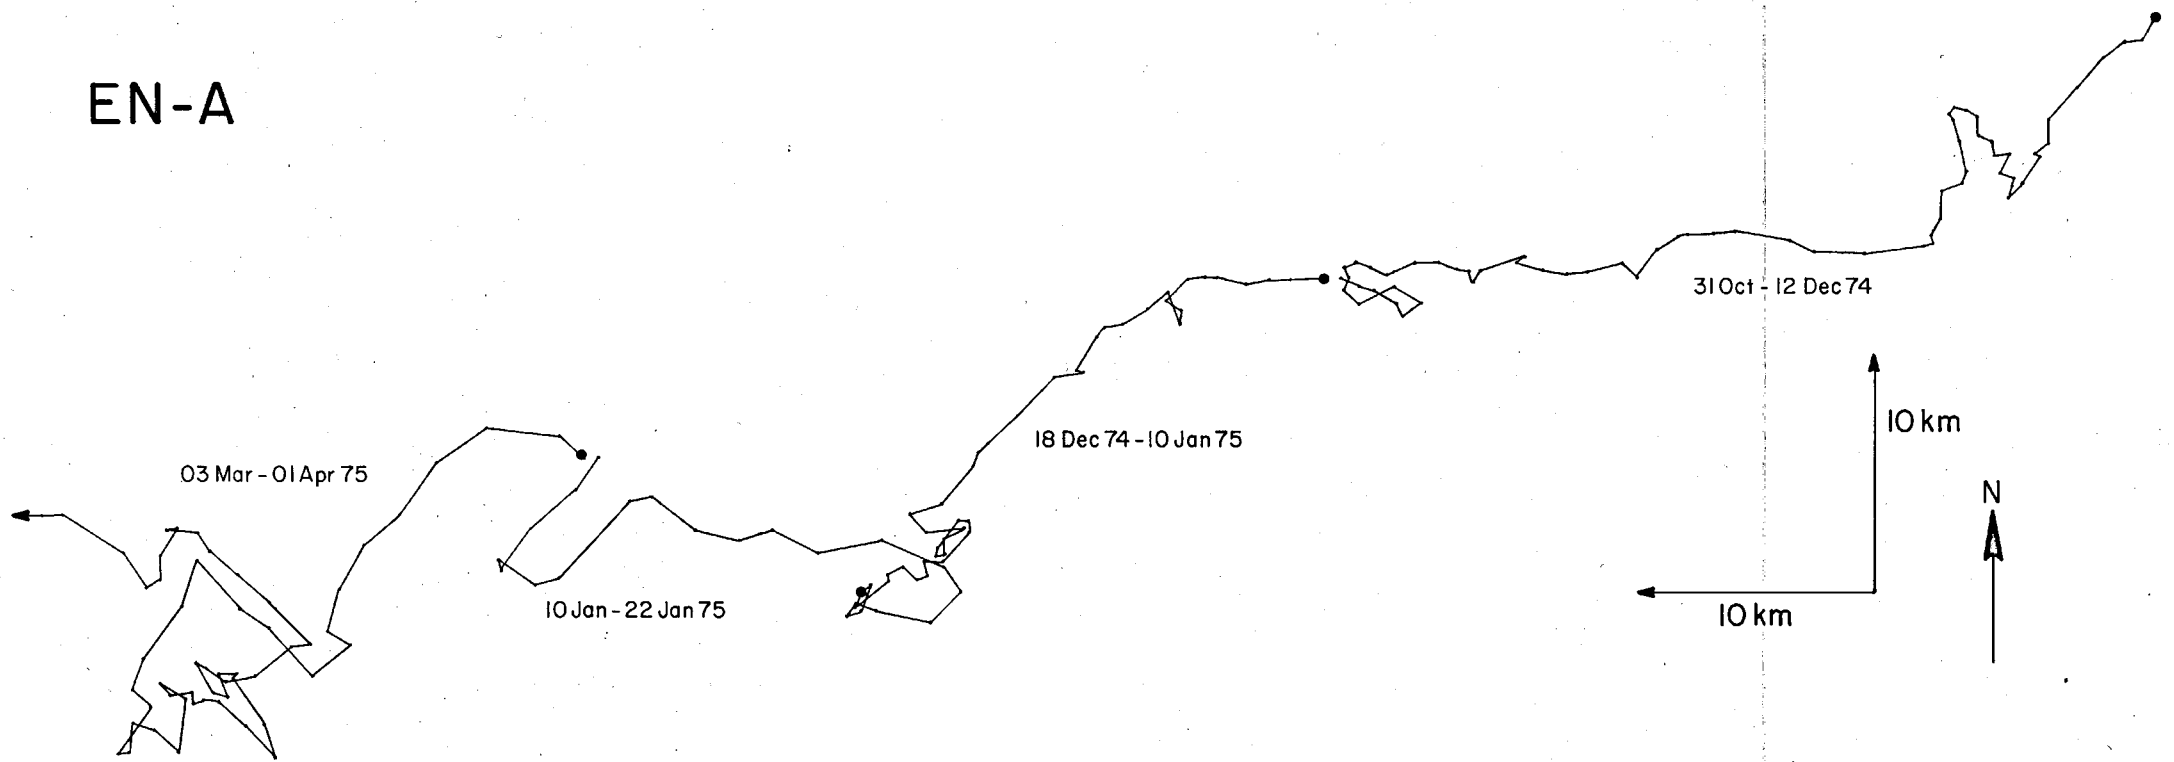 EN-A
31 Oct - 12 Dec 74
10 km
18 Dec 74 - 10 Jan 75
03 Mar - 01 Apr 75
N
10 Jan - 22 Jan 75
10 km